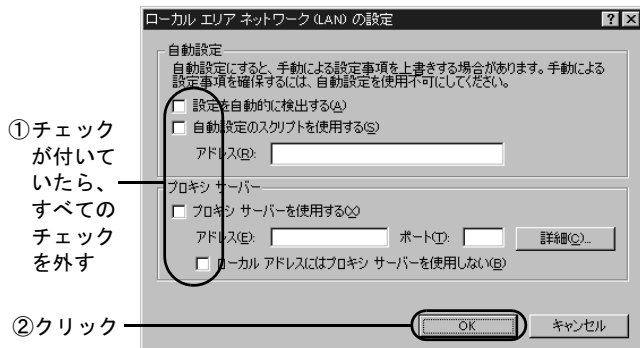 ローカル エリア ネットワーク (LAN) の設定
自動設定
自動設定にすると、手動による設定事項を上書きする場合があります。手動による
設定事項を確保するには、自動設定を使用不可にしてください。
設定を自動的に検出する(A)
自動設定のスクリプトを使用する(S)
アドレス(R):
プロキシ サーバー
プロキシ サーバーを使用する(X)
アドレス(E):
ポート(T):
詳細(C)...
ローカル アドレスにはプロキシ サーバーを使用しない(B)
OK
キャンセル
①チェック
が付いて
いたら、
すべての
チェック
を外す
②クリック